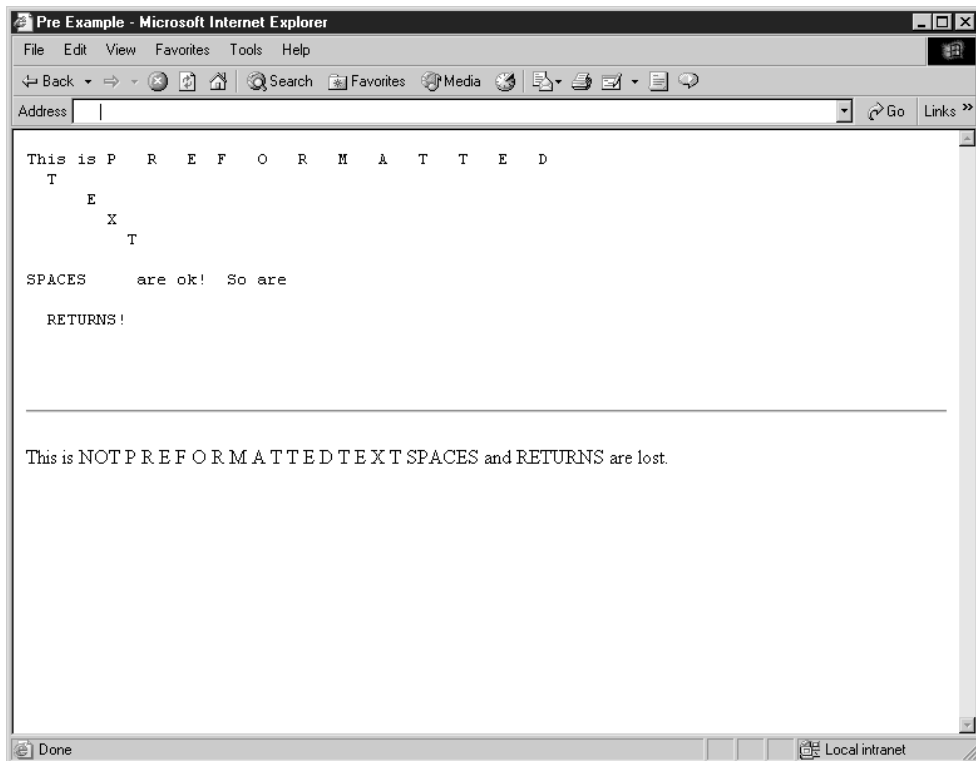 Pre Example - Microsoft Internet Explorer
File Edit View Favorites Tools Help
Back Search Favorites Media
Address Go Links »
This is P   R   E  F   O   R   M   A   T   T   E   D
  T
      E
        X
          T
SPACES     are ok!  So are
  RETURNS!
This is NOT P R E F O R M A T T E D T E X T SPACES and RETURNS are lost.
Done Local intranet